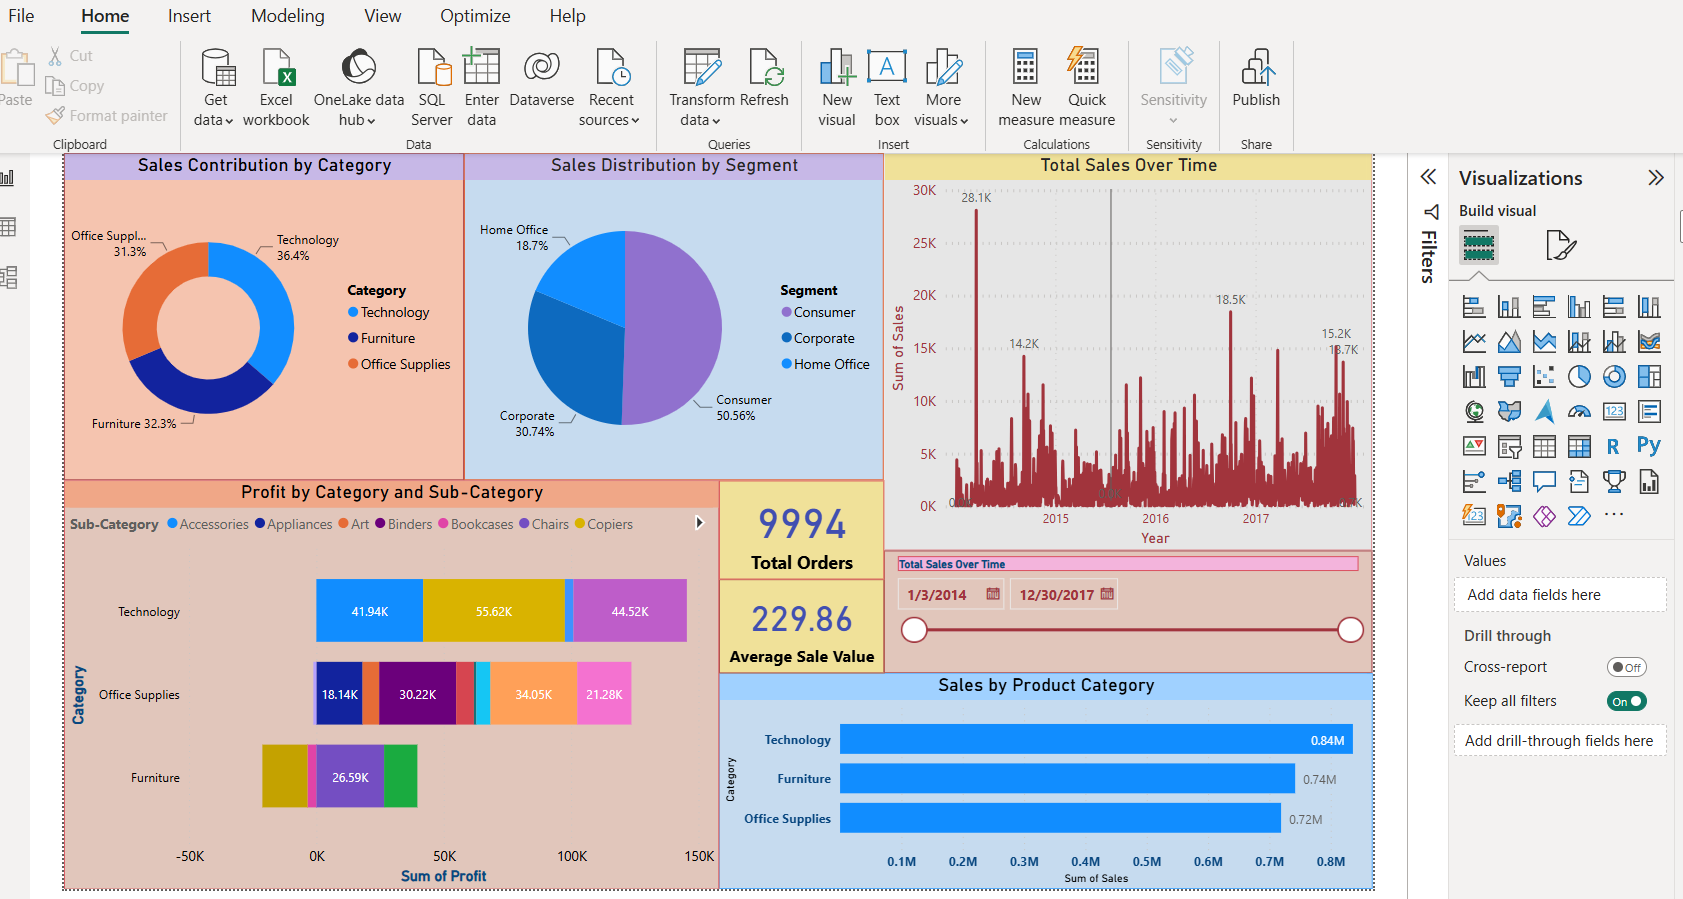 File Home Insert Modeling View Optimize Help
Paste
Cut
Copy
Format painter
Clipboard
Get data
Excel workbook
OneLake data hub
SQL Server
Enter data
Dataverse
Recent sources
Data
Transform data
Refresh
Queries
New visual
Text box
More visuals
Insert
New measure
Quick measure
Calculations
Sensitivity
Sensitivity
Publish
Share
Sales Contribution by Category
Office Suppl...
31.3%
Technology
36.4%
Furniture 32.3%
Category
Technology
Furniture
Office Supplies
Sales Distribution by Segment
Home Office
18.7%
Corporate
30.74%
Consumer
50.56%
Segment
Consumer
Corporate
Home Office
Total Sales Over Time
Sum of Sales
30K
25K
20K
15K
10K
5K
0K
28.1K
14.2K
18.5K
15.2K
2015 2016 2017
Year
Profit by Category and Sub-Category
Sub-Category Accessories Appliances Art Binders Bookcases Chairs Copiers
Category
Technology
41.94K 55.62K 44.52K
Office Supplies
18.14K 30.22K 34.05K 21.28K
Furniture
26.59K
-50K 0K 50K 100K 150K
Sum of Profit
9994
Total Orders
229.86
Average Sale Value
Total Sales Over Time
1/3/2014 12/30/2017
Sales by Product Category
Category
Technology 0.84M
Furniture 0.74M
Office Supplies 0.72M
0.1M 0.2M 0.3M 0.4M 0.5M 0.6M 0.7M 0.8M
Sum of Sales
Filters
Visualizations
Build visual
123
R
Py
123
...
Values
Add data fields here
Drill through
Cross-report
Off
Keep all filters
On
Add drill-through fields here